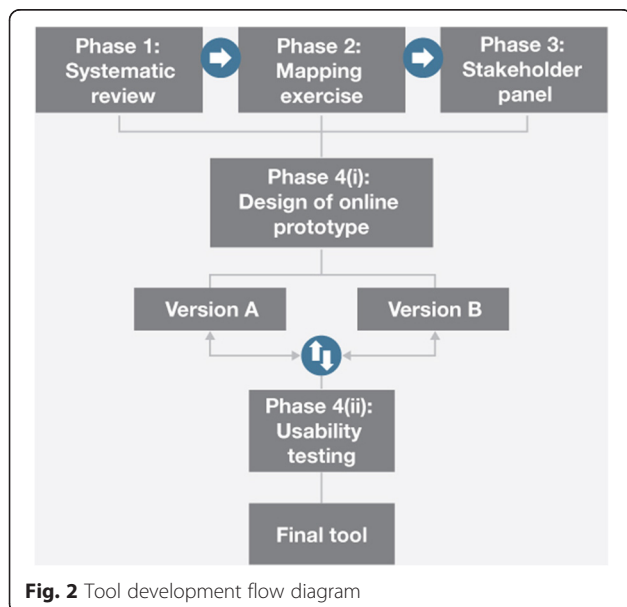 Phase 1:
Systematic
review
Phase 2:
Mapping
exercise
Phase 3:
Stakeholder
panel
Phase 4(i):
Design of online
prototype
Version A
Version B
Phase 4(ii):
Usability
testing
Final tool
Fig. 2 Tool development flow diagram